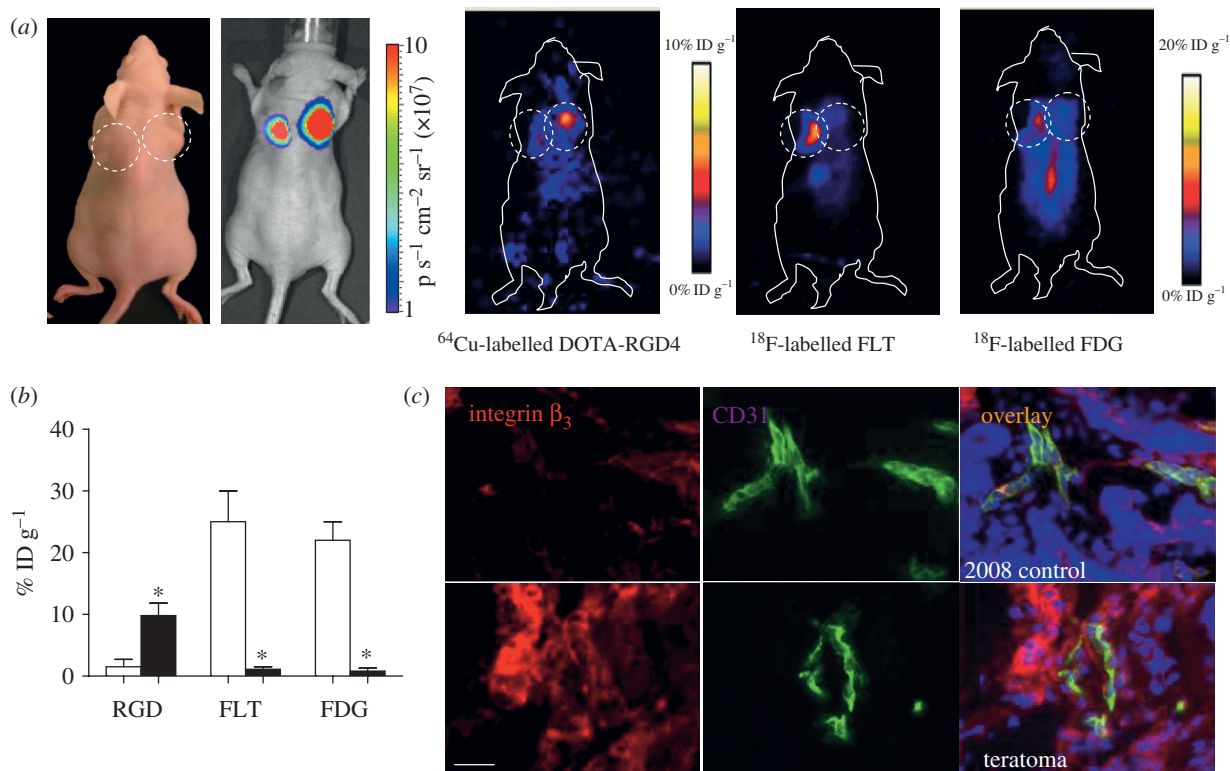 (a)
10
p s⁻¹ cm⁻² sr⁻¹ (×10⁷)
1
10% ID g⁻¹
0% ID g⁻¹
20% ID g⁻¹
0% ID g⁻¹
⁶⁴Cu-labelled DOTA-RGD4
¹⁸F-labelled FLT
¹⁸F-labelled FDG
(b)
40
30
20
10
0
% ID g⁻¹
*
*
*
RGD
FLT
FDG
(c)
integrin β₃
CD31
overlay
2008 control
teratoma